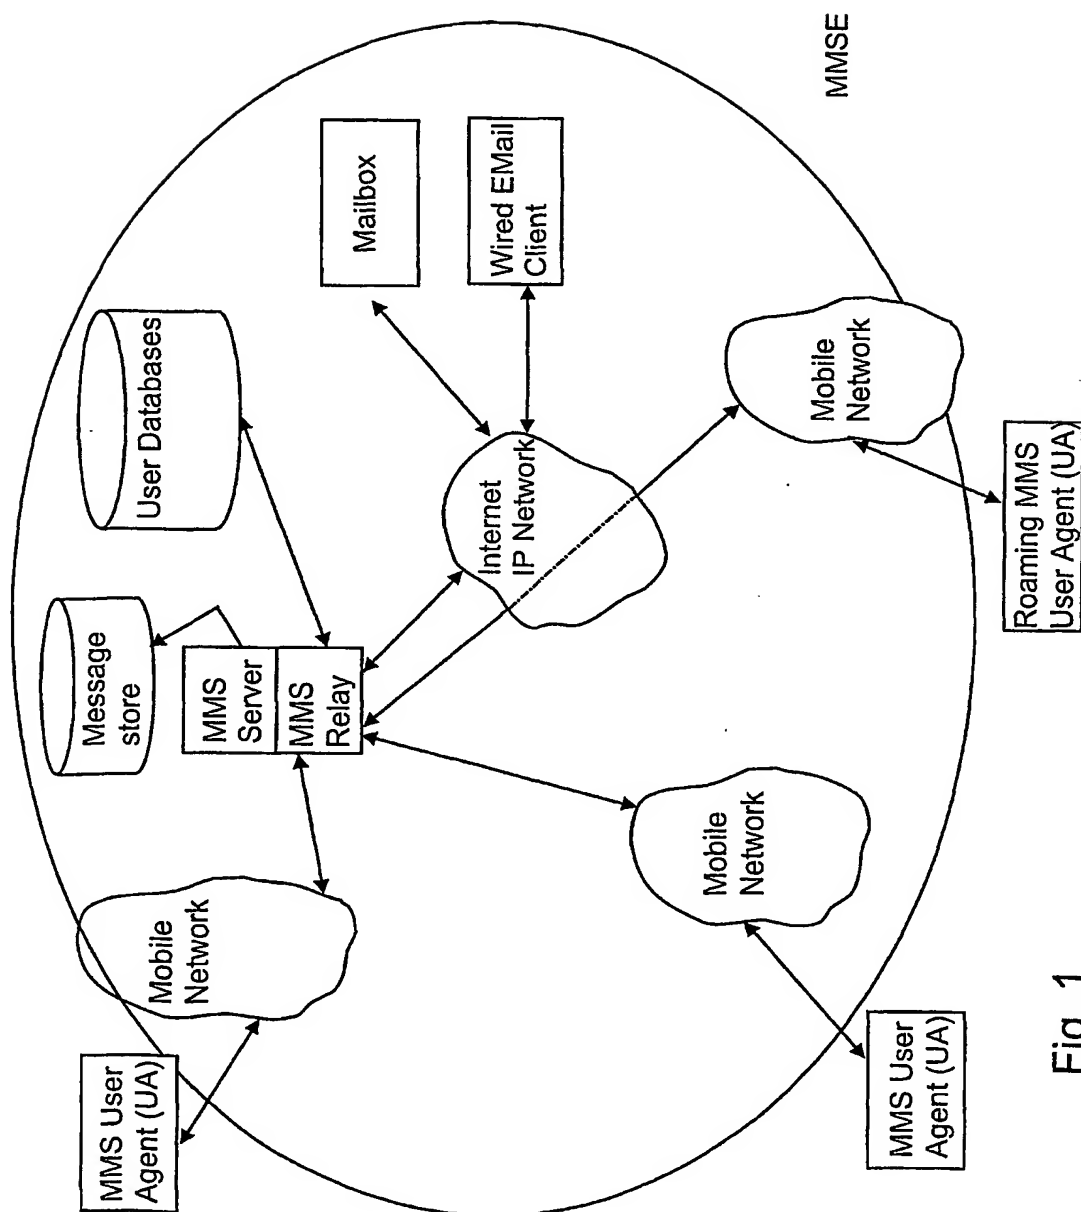 MMS User
Agent (UA)
Mobile
Network
Message
store
MMS
Server
MMS
Relay
User Databases
Mailbox
Wired EMail
Client
Internet
IP Network
Mobile
Network
MMS User
Agent (UA)
Mobile
Network
Roaming MMS
User Agent (UA)
MMSE
Fig. 1